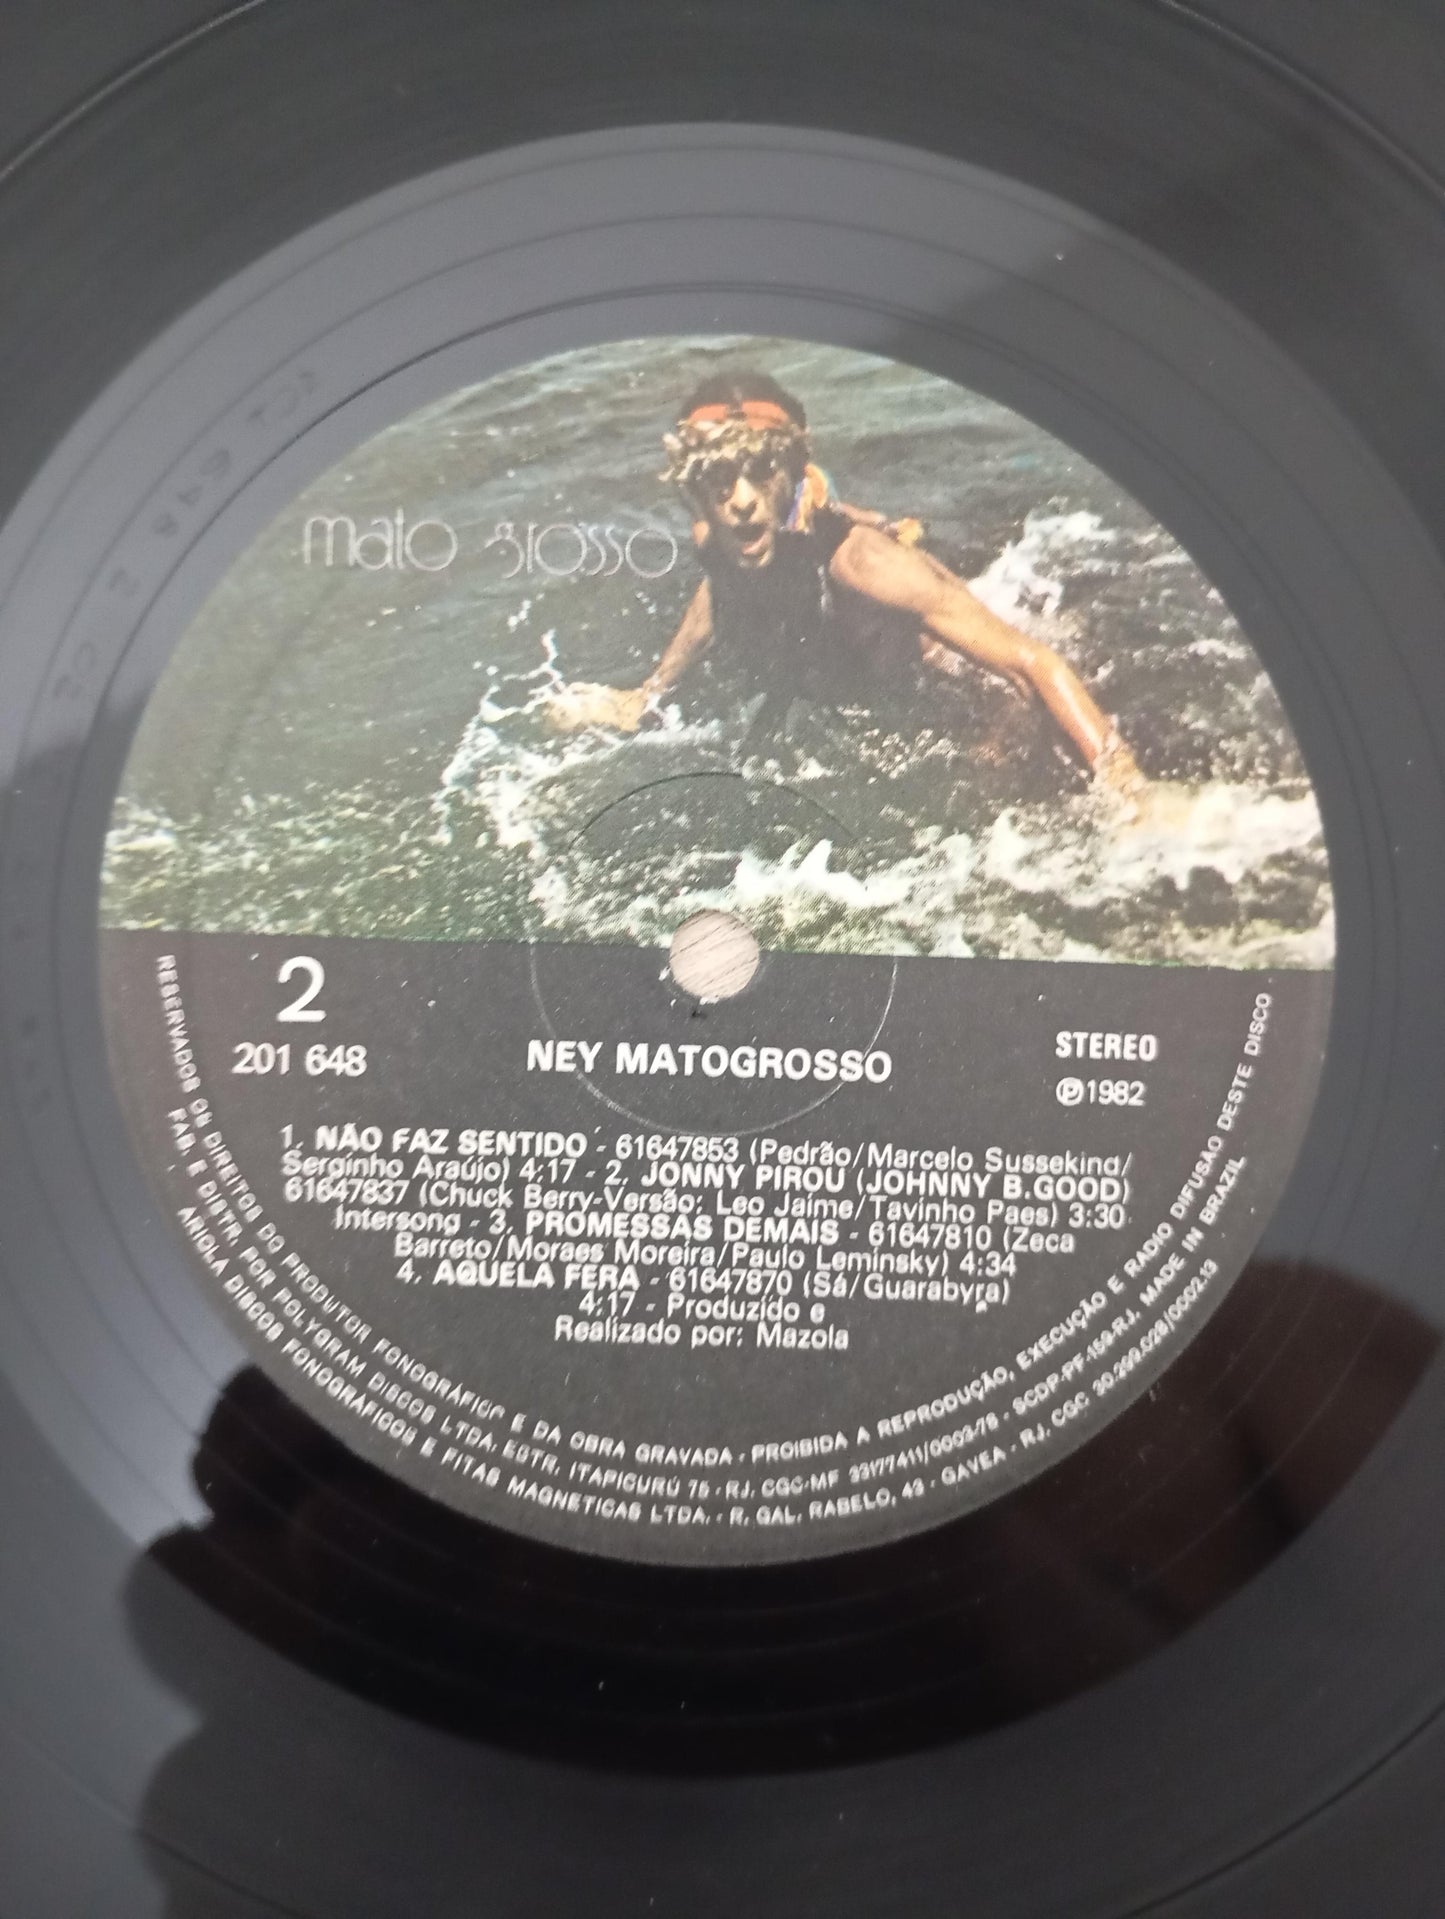 mato grosso
2
201 648
NEY MATOGROSSO
STEREO
℗1982
1. NÃO FAZ SENTIDO - 61647853 (Pedrão/Marcelo Sussekind/
Serginho Araújo) 4:17 - 2. JONNY PIROU (JOHNNY B.GOOD)
61647837 (Chuck Berry-Versão: Leo Jaime/Tavinho Paes) 3:30
Intersong - 3. PROMESSAS DEMAIS - 61647810 (Zeca
Barreto/Moraes Moreira/Paulo Leminsky) 4:34
4. AQUELA FERA - 61647870 (Sá/Guarabyra)
4:17 - Produzido e
Realizado por: Mazola
RESERVADOS OS DIREITOS DO PRODUTOR FONOGRÁFICO E DA OBRA GRAVADA - PROIBIDA A REPRODUÇÃO, EXECUÇÃO E RADIO DIFUSÃO DESTE DISCO -
FAB. E DISTR. POR POLYGRAM DISCOS LTDA. ESTR. ITAPICURÚ 75 - RJ. CGC-MF 33177411/0003-76 - SCDP-PF-159-RJ. MADE IN BRAZIL
ARIOLA DISCOS FONOGRÁFICOS E FITAS MAGNETICAS LTDA. - R. GAL. RABELO, 43 - GAVEA - RJ. CGC 30.299.028/0002.13